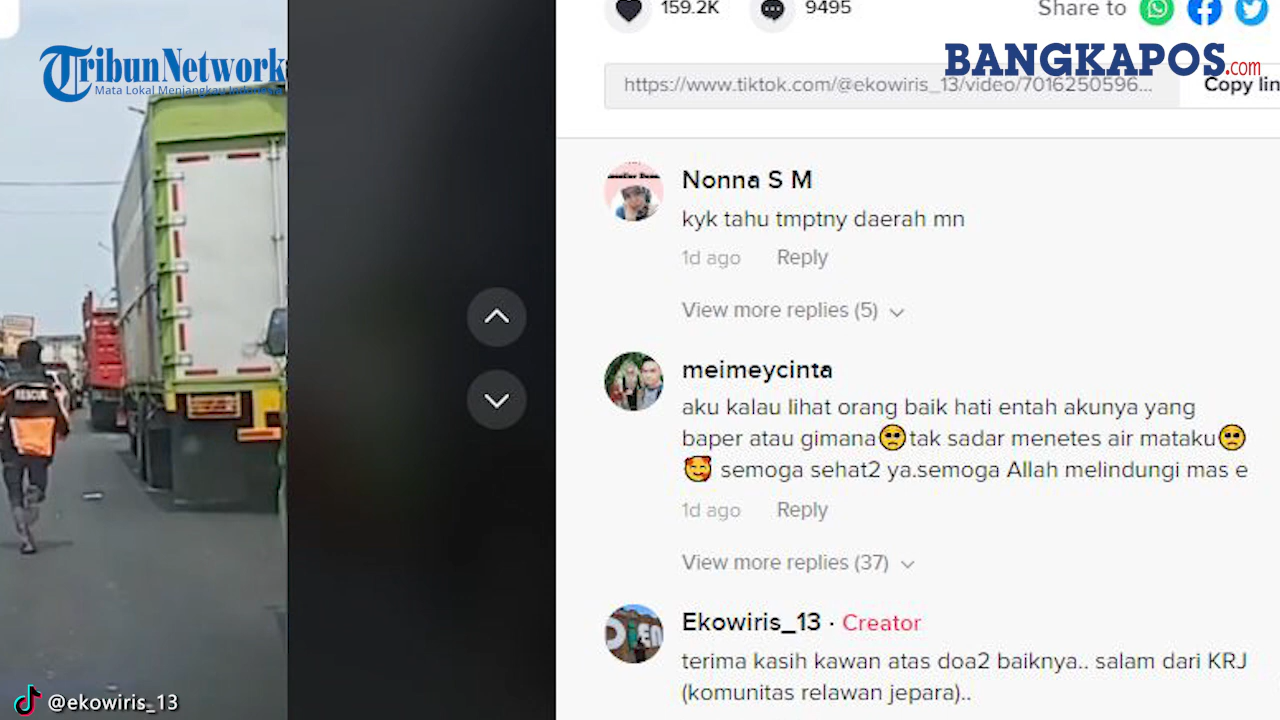 159.2K
9495
Share to
TribunNetwork
Mata Lokal Menjangkau Indonesia
BANGKAPOS.com
https://www.tiktok.com/@ekowiris_13/video/7016250596...
Copy lin
Nonna S M
kyk tahu tmptny daerah mn
1d ago Reply
View more replies (5)
RESCUE
meimeycinta
aku kalau lihat orang baik hati entah akunya yang
baper atau gimana🥺tak sadar menetes air mataku🥺
🥰 semoga sehat2 ya.semoga Allah melindungi mas e
1d ago Reply
View more replies (37)
Ekowiris_13 · Creator
terima kasih kawan atas doa2 baiknya.. salam dari KRJ
(komunitas relawan jepara)..
@ekowiris_13